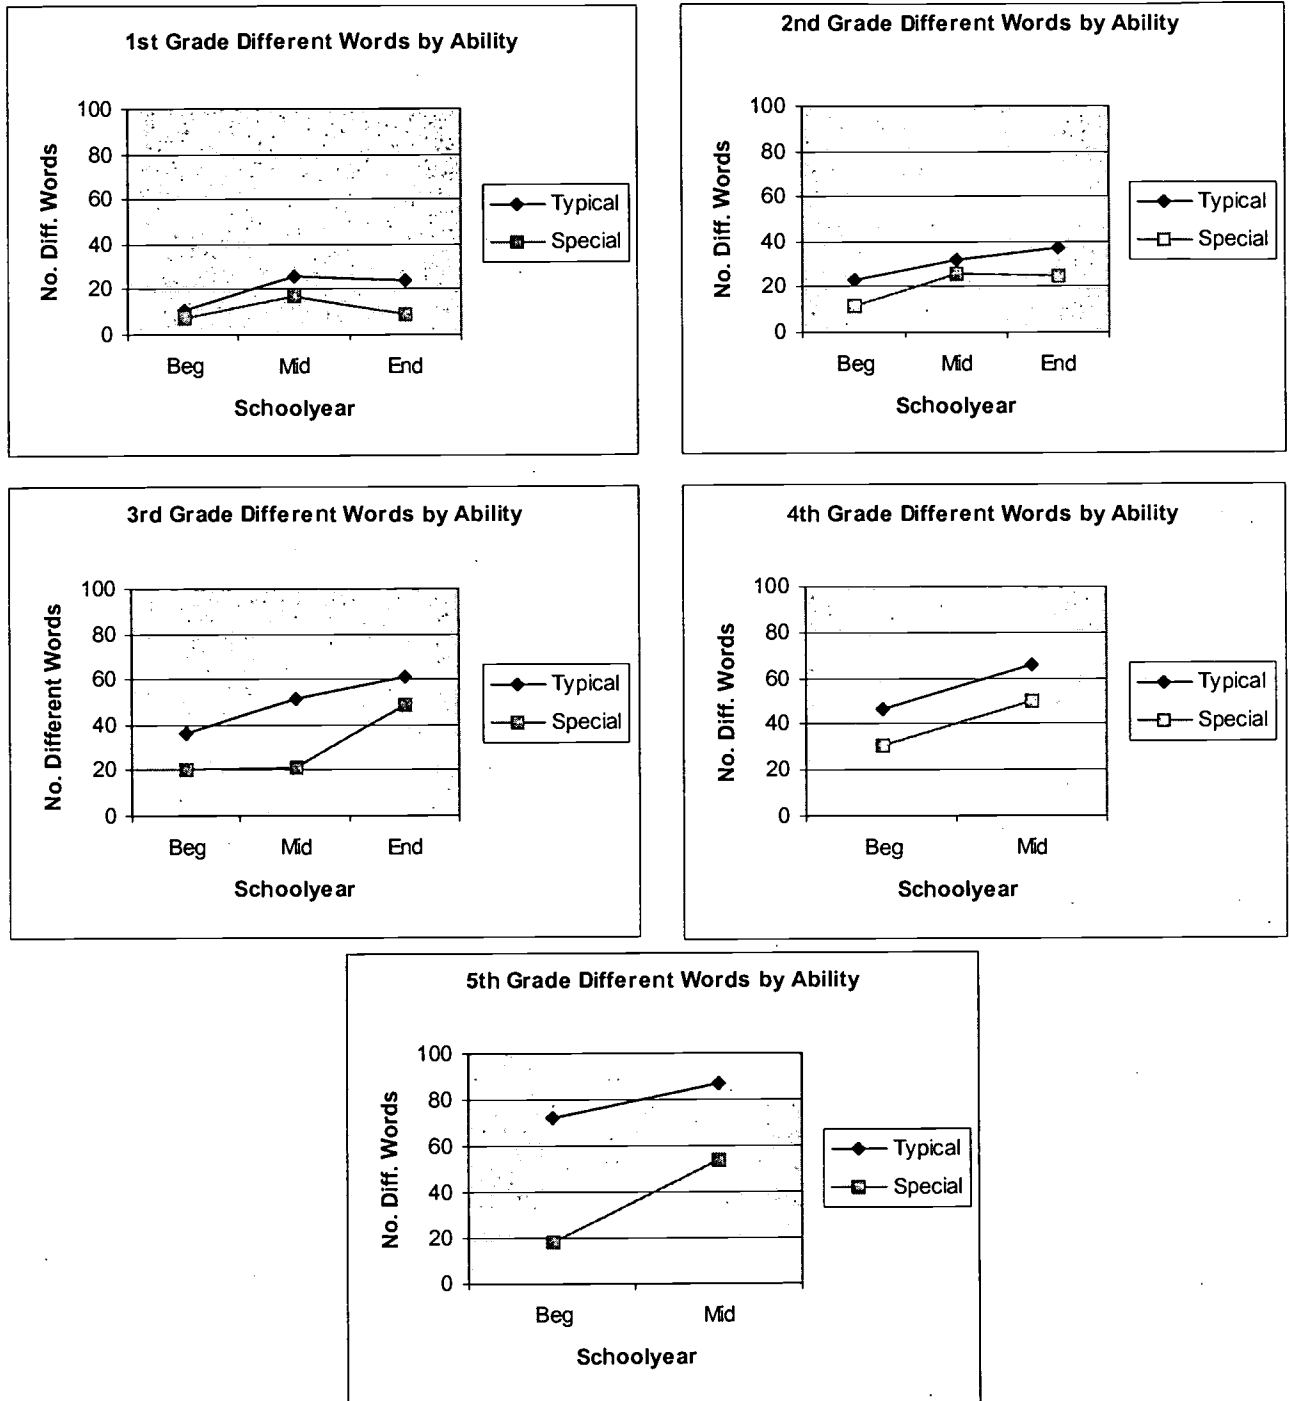 1st Grade Different Words by Ability
No. Diff. Words
100
80
60
40
20
0
Beg Mid End
Schoolyear
Typical
Special
2nd Grade Different Words by Ability
No. Diff. Words
100
80
60
40
20
0
Beg Mid End
Schoolyear
Typical
Special
3rd Grade Different Words by Ability
No. Different Words
100
80
60
40
20
0
Beg Mid End
Schoolyear
Typical
Special
4th Grade Different Words by Ability
No. Diff. Words
100
80
60
40
20
0
Beg Mid
Schoolyear
Typical
Special
5th Grade Different Words by Ability
No. Diff. Words
100
80
60
40
20
0
Beg Mid
Schoolyear
Typical
Special